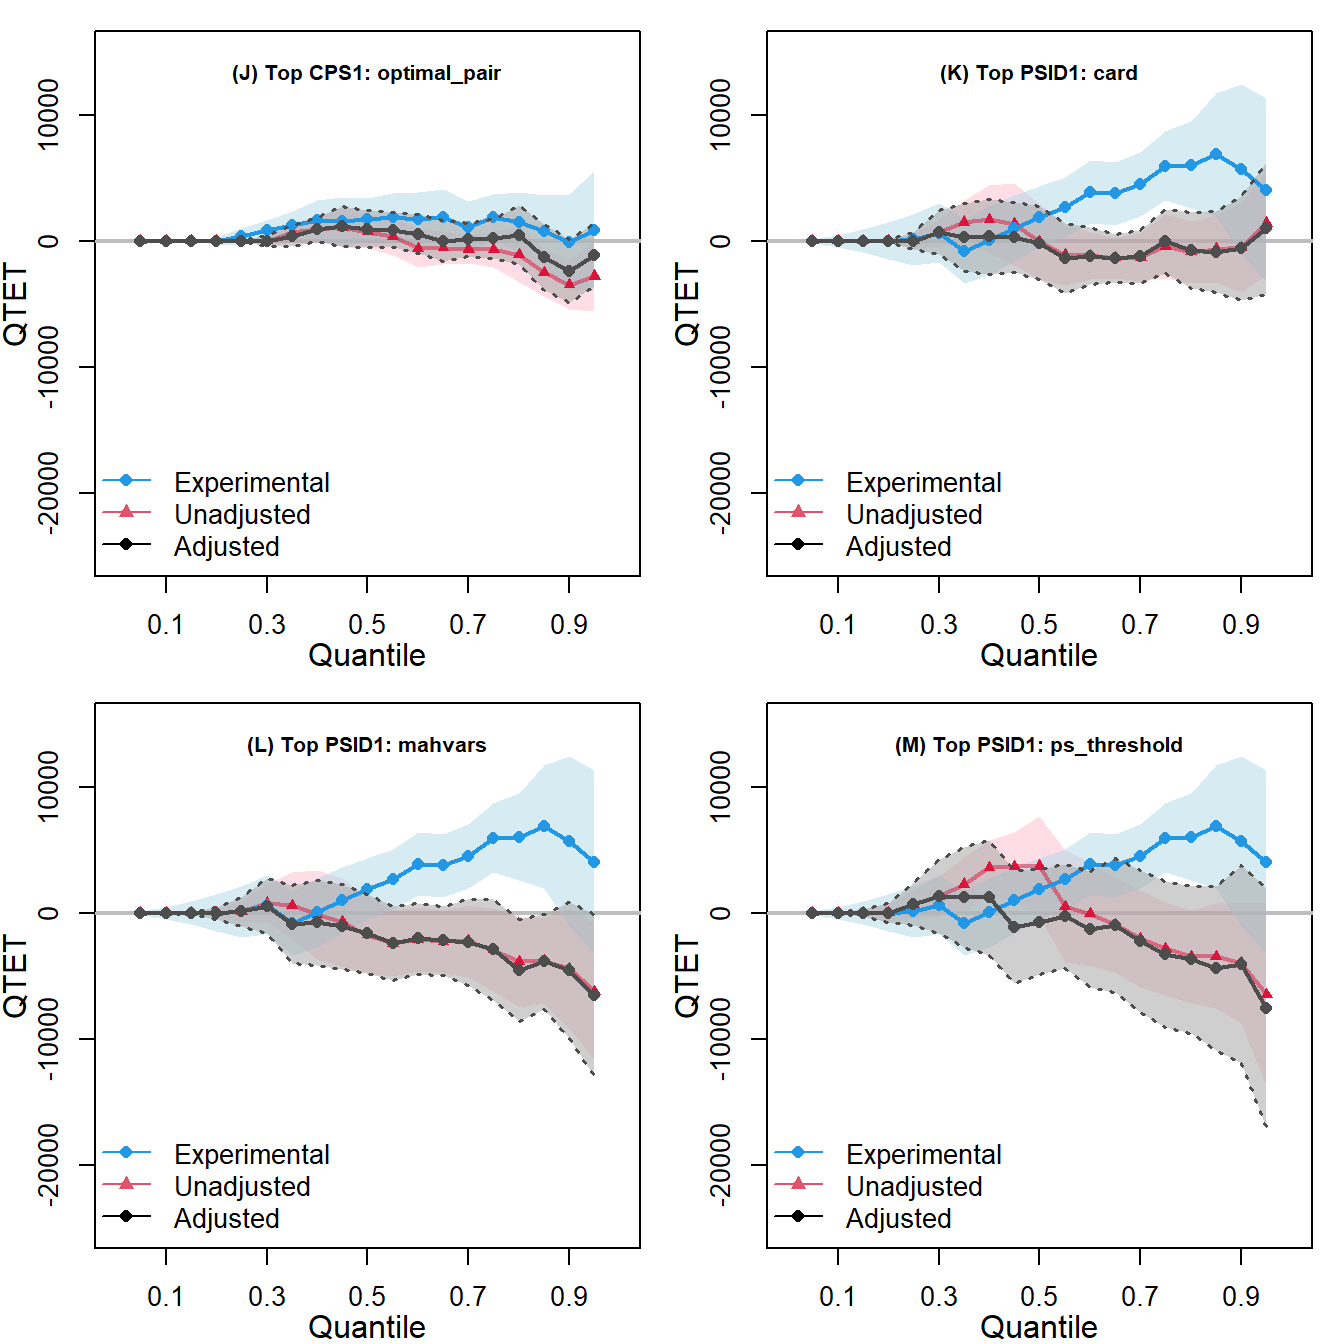 (J) Top CPS1: optimal_pair
QTET
10000
0
-10000
-20000
Experimental
Unadjusted
Adjusted
0.1 0.3 0.5 0.7 0.9
Quantile
(K) Top PSID1: card
QTET
10000
0
-10000
-20000
Experimental
Unadjusted
Adjusted
0.1 0.3 0.5 0.7 0.9
Quantile
(L) Top PSID1: mahvars
QTET
10000
0
-10000
-20000
Experimental
Unadjusted
Adjusted
0.1 0.3 0.5 0.7 0.9
Quantile
(M) Top PSID1: ps_threshold
QTET
10000
0
-10000
-20000
Experimental
Unadjusted
Adjusted
0.1 0.3 0.5 0.7 0.9
Quantile